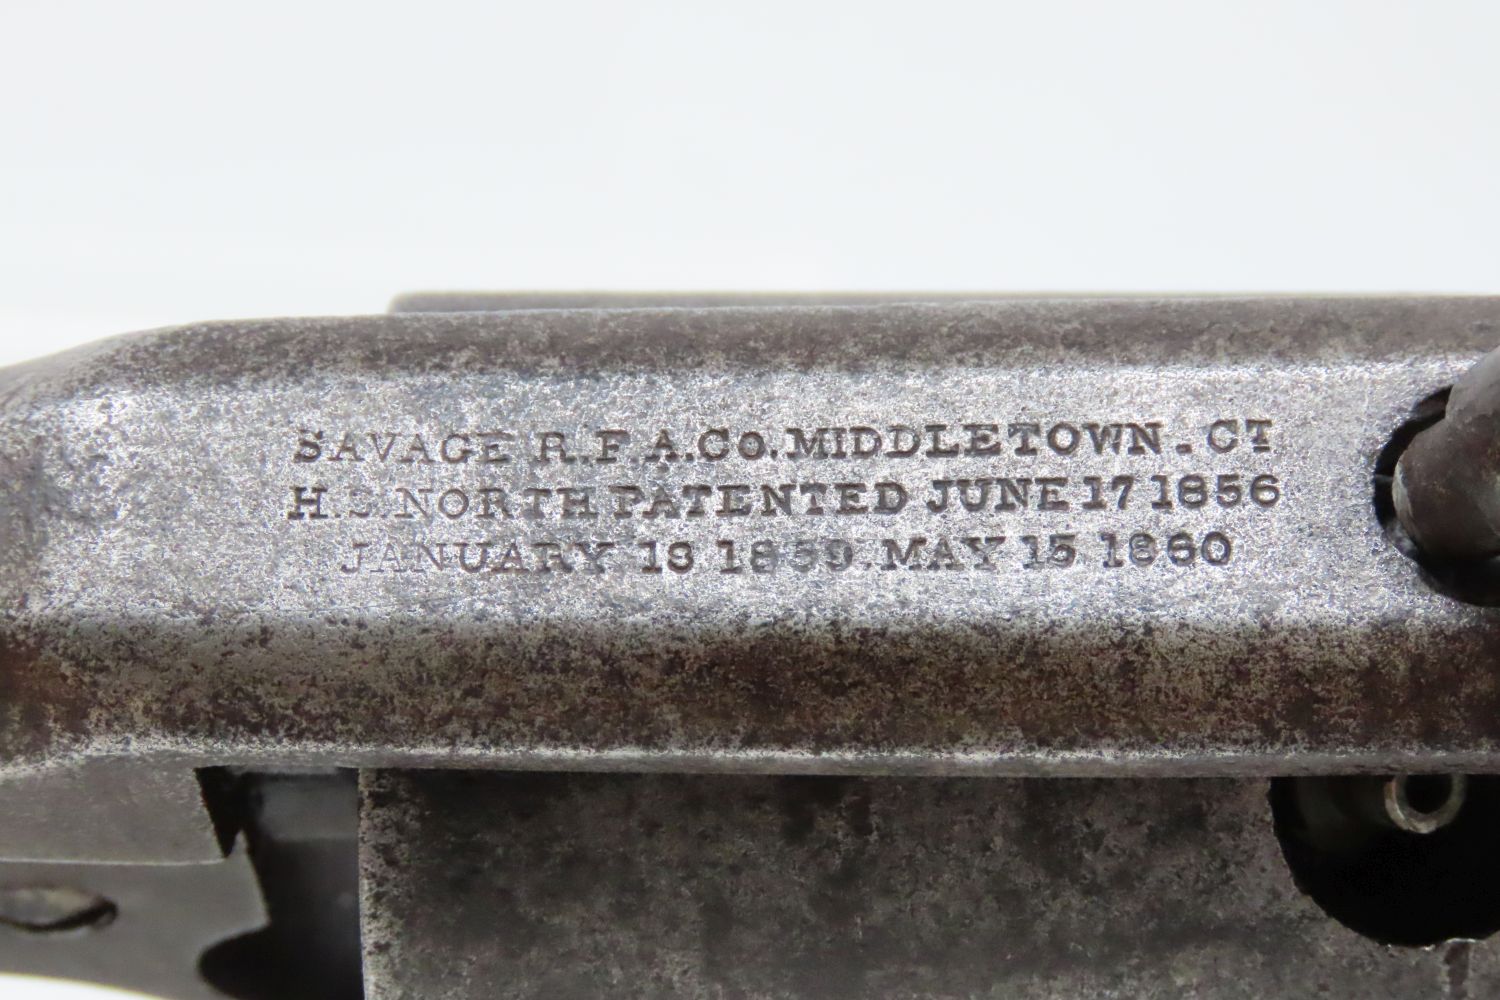 SAVAGE R.F.A.CO. MIDDLETOWN. CT
H.S. NORTH PATENTED JUNE 17 1856
JANUARY 18 1859. MAY 15 1860